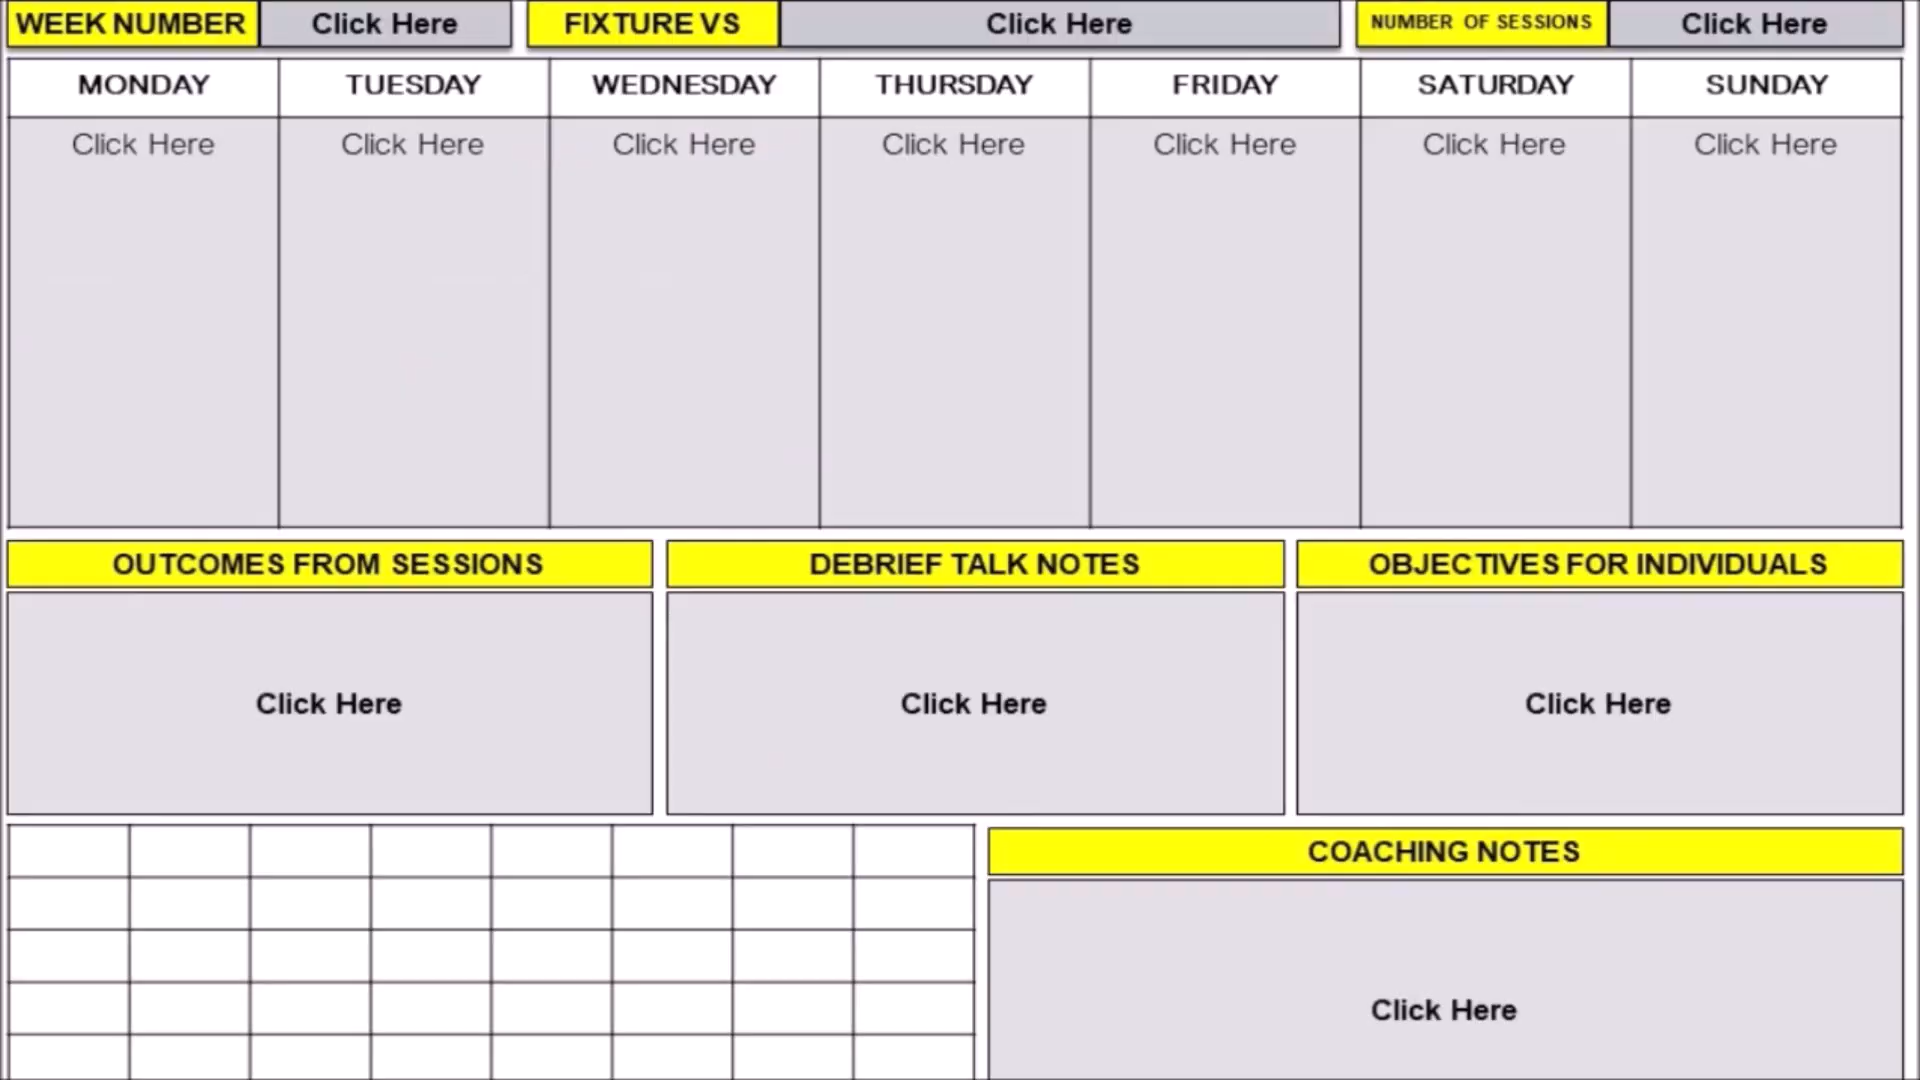 WEEK NUMBER Click Here FIXTURE VS Click Here NUMBER OF SESSIONS Click Here
MONDAY TUESDAY WEDNESDAY THURSDAY FRIDAY SATURDAY SUNDAY
Click Here Click Here Click Here Click Here Click Here Click Here Click Here
OUTCOMES FROM SESSIONS DEBRIEF TALK NOTES OBJECTIVES FOR INDIVIDUALS
Click Here Click Here Click Here
COACHING NOTES
Click Here